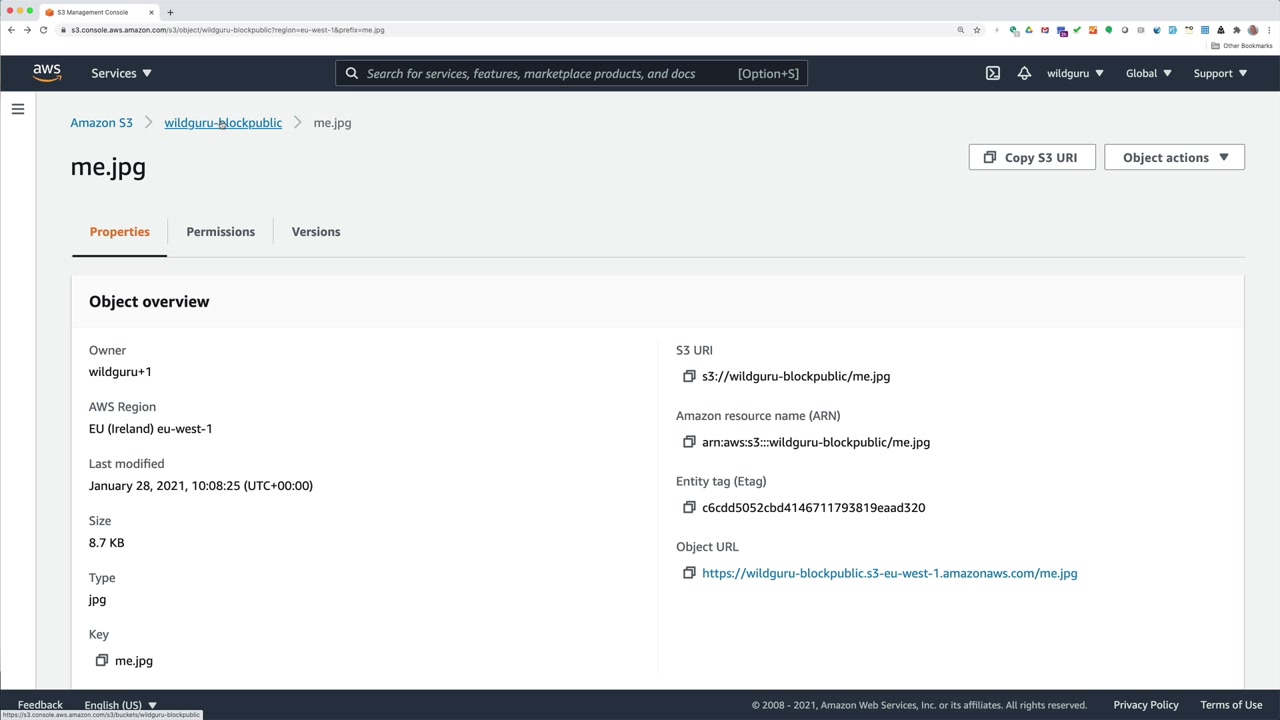 S3 Management Console
s3.console.aws.amazon.com/s3/object/wildguru-blockpublic?region=eu-west-1&prefix=me.jpg
Other Bookmarks
aws
Services
Search for services, features, marketplace products, and docs [Option+S]
wildguru
Global
Support
Amazon S3
wildguru-blockpublic
me.jpg
me.jpg
Copy S3 URI
Object actions
Properties
Permissions
Versions
Object overview
Owner
wildguru+1
AWS Region
EU (Ireland) eu-west-1
Last modified
January 28, 2021, 10:08:25 (UTC+00:00)
Size
8.7 KB
Type
jpg
Key
me.jpg
S3 URI
s3://wildguru-blockpublic/me.jpg
Amazon resource name (ARN)
arn:aws:s3:::wildguru-blockpublic/me.jpg
Entity tag (Etag)
c6cdd5052cbd4146711793819eaad320
Object URL
https://wildguru-blockpublic.s3-eu-west-1.amazonaws.com/me.jpg
Feedback
English (US)
© 2008 - 2021, Amazon Web Services, Inc. or its affiliates. All rights reserved.
Privacy Policy
Terms of Use
https://s3.console.aws.amazon.com/s3/buckets/wildguru-blockpublic